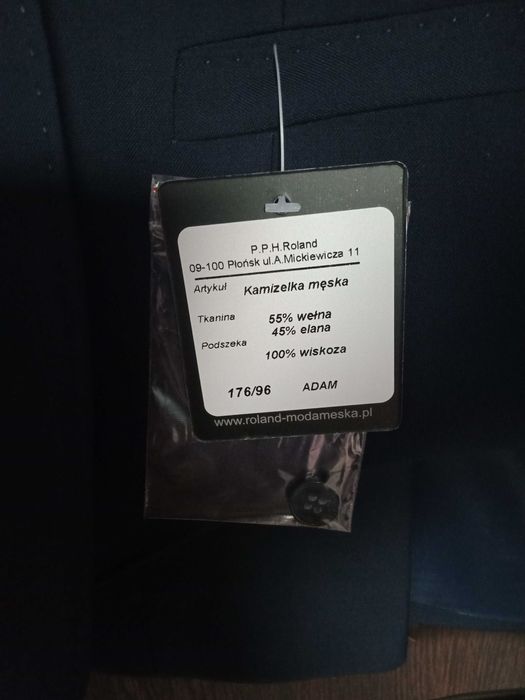 P.P.H.Roland
09-100 Płońsk ul.A.Mickiewicza 11
Artykuł Kamizelka męska
Tkanina 55% wełna
45% elana
Podszeka 100% wiskoza
176/96 ADAM
www.roland-modameska.pl